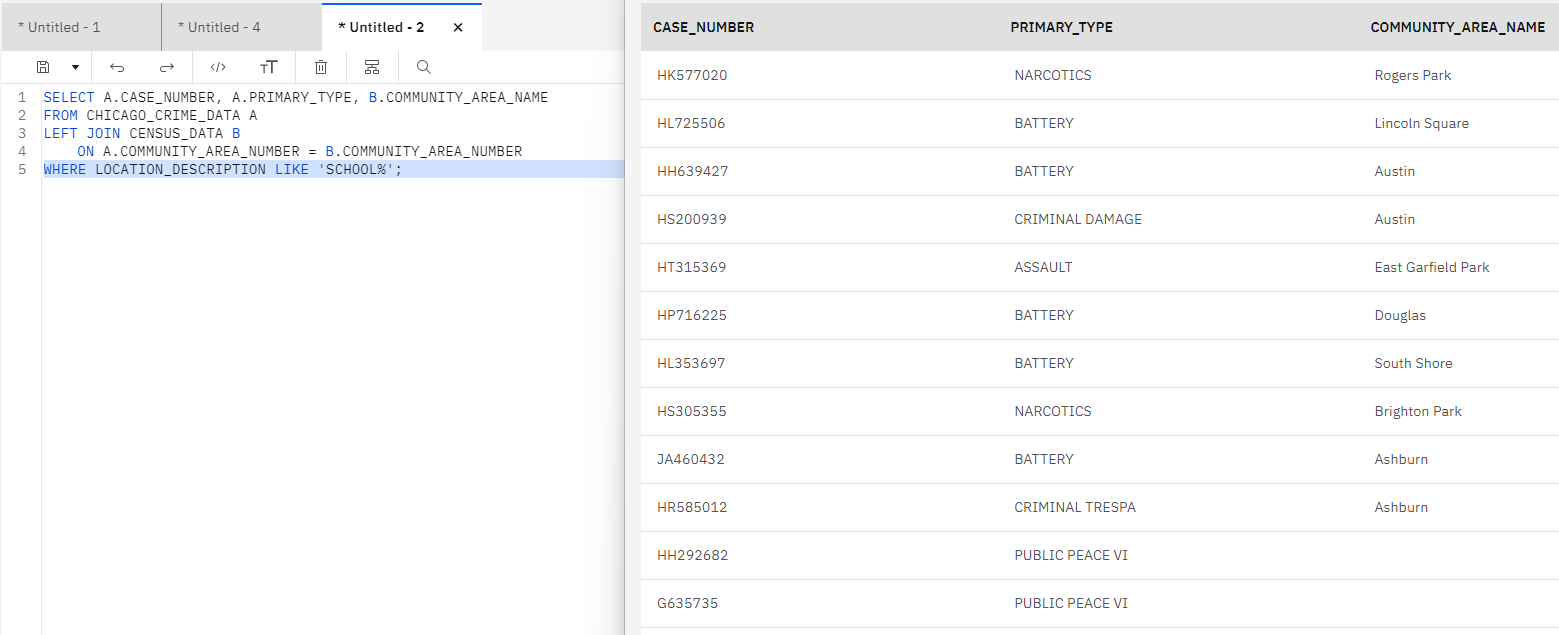 * Untitled - 1 * Untitled - 4 * Untitled - 2 ×
1 SELECT A.CASE_NUMBER, A.PRIMARY_TYPE, B.COMMUNITY_AREA_NAME
2 FROM CHICAGO_CRIME_DATA A
3 LEFT JOIN CENSUS_DATA B
4 ON A.COMMUNITY_AREA_NUMBER = B.COMMUNITY_AREA_NUMBER
5 WHERE LOCATION_DESCRIPTION LIKE 'SCHOOL%';
CASE_NUMBER PRIMARY_TYPE COMMUNITY_AREA_NAME
HK577020 NARCOTICS Rogers Park
HL725506 BATTERY Lincoln Square
HH639427 BATTERY Austin
HS200939 CRIMINAL DAMAGE Austin
HT315369 ASSAULT East Garfield Park
HP716225 BATTERY Douglas
HL353697 BATTERY South Shore
HS305355 NARCOTICS Brighton Park
JA460432 BATTERY Ashburn
HR585012 CRIMINAL TRESPA Ashburn
HH292682 PUBLIC PEACE VI
G635735 PUBLIC PEACE VI